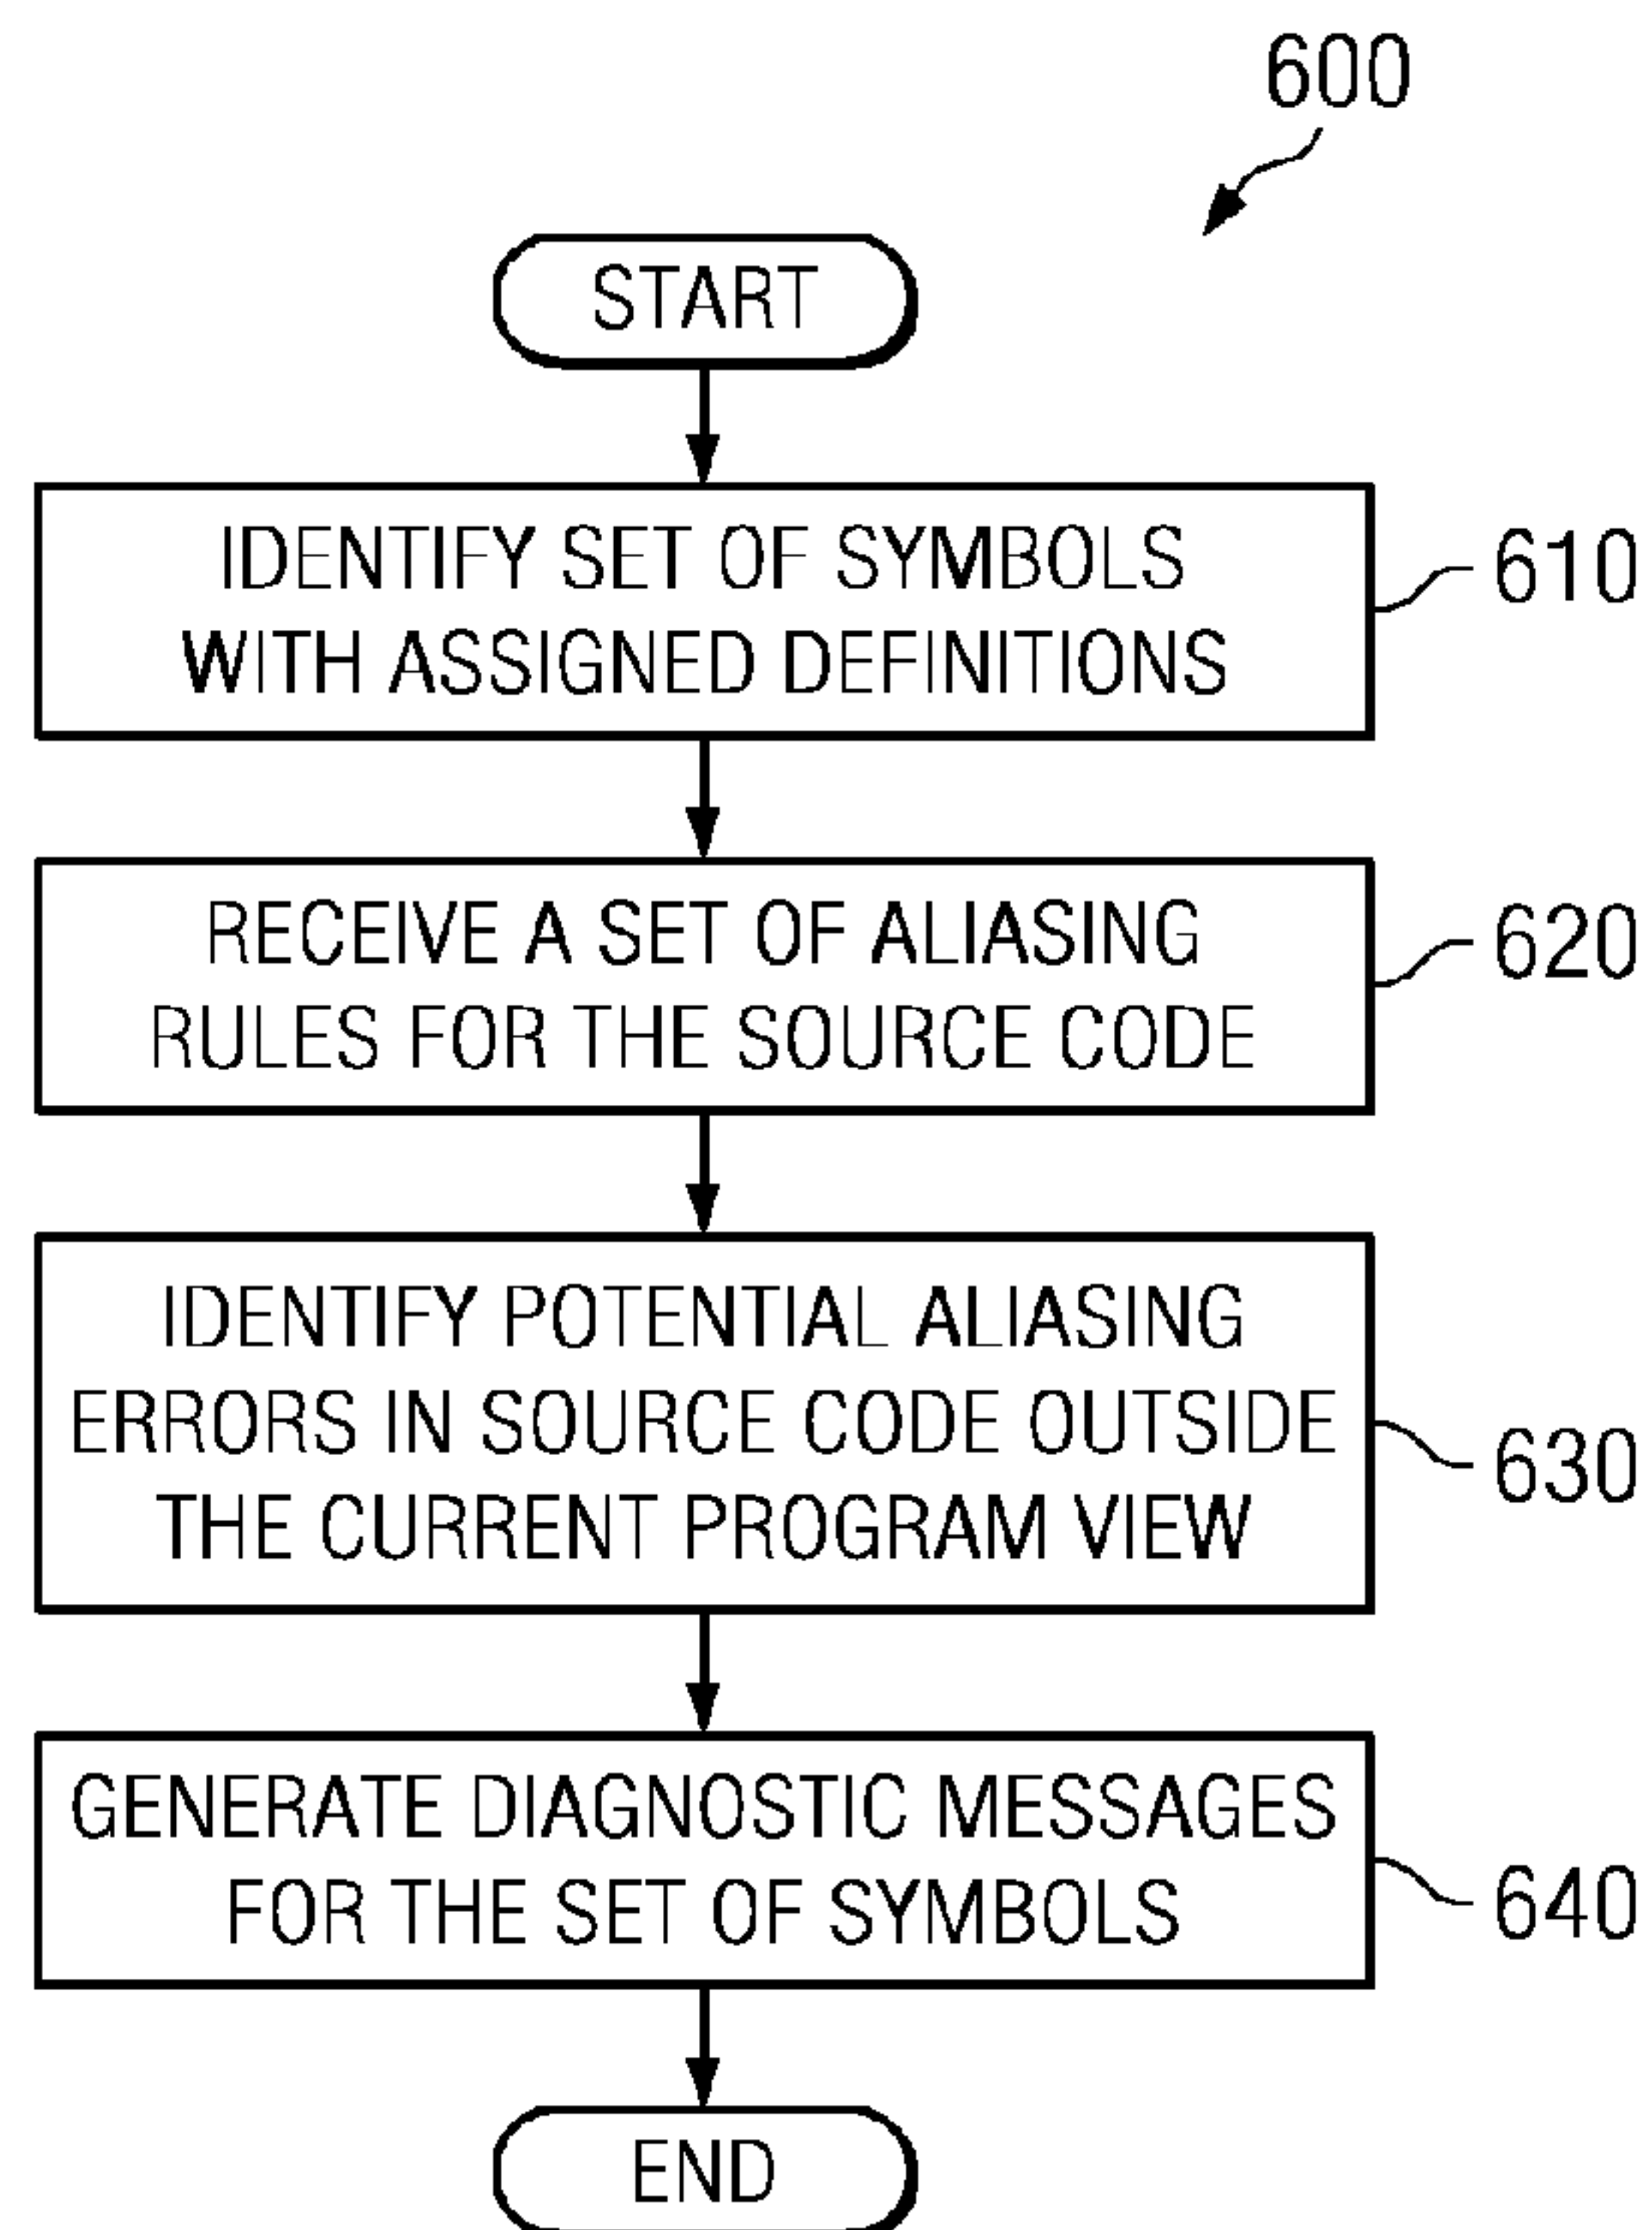 600
START
IDENTIFY SET OF SYMBOLS
WITH ASSIGNED DEFINITIONS
610
RECEIVE A SET OF ALIASING
RULES FOR THE SOURCE CODE
620
IDENTIFY POTENTIAL ALIASING
ERRORS IN SOURCE CODE OUTSIDE
THE CURRENT PROGRAM VIEW
630
GENERATE DIAGNOSTIC MESSAGES
FOR THE SET OF SYMBOLS
640
END